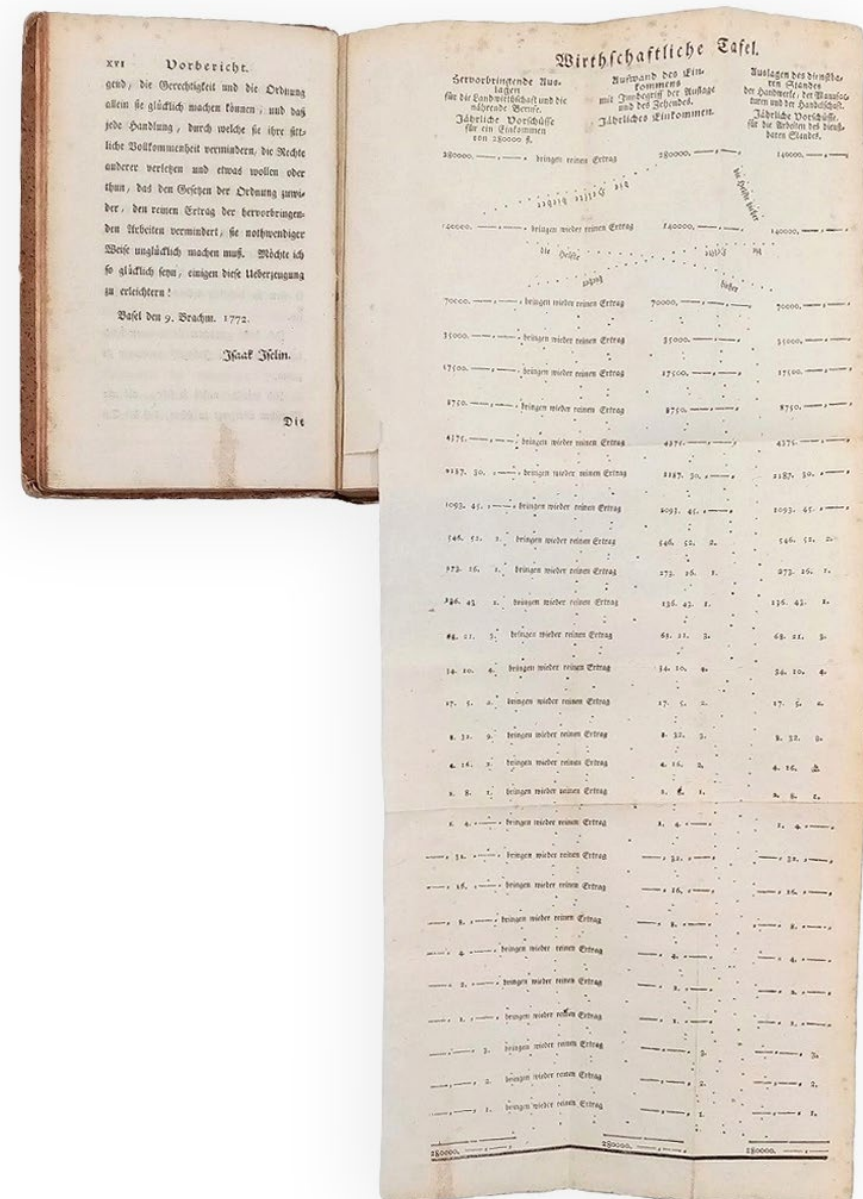 XVI Vorbericht.
gend, die Gerechtigkeit und die Ordnung
allein sie glücklich machen können, und daß
jede Handlung, durch welche sie ihre sitt-
liche Vollkommenheit vermindern, die Rechte
anderer verletzen und etwas wollen oder
thun, das den Gesetzen der Ordnung zuwi-
der, den reinen Ertrag der hervorbringen-
den Arbeiten vermindert, sie nothwendiger
Weise unglücklich machen muß. Möchte ich
so glücklich seyn, einigen diese Ueberzeugung
zu erleichtern!
Basel den 9. Brachm. 1772.
Isaak Iselin.
Die
Wirthschaftliche Tafel.
Hervorbringende Aus-
lachen
für die Landwirthschaft und die
nährende Berufe.
Jährliche Vorschüsse
für ein Einkommen
von 280000 fl.
Aufwand des Ein-
kommens
mit Innbegriff der Auflage
und des Zehendes.
Jährliches Einkommen.
Auslagen des dienstba-
ren Standes
der Handwerke, der Manufac-
turen und der Handelschaft.
Jährliche Vorschüsse
für die Arbeiten des dienst-
baren Standes.
280000. bringen reinen Ertrag 280000. 140000.
die Helfte dieser
die Helfte hieher
140000. bringen wieder reinen Ertrag 140000. 140000.
die Helfte
hieher
70000. bringen wieder reinen Ertrag 70000. 70000.
35000. bringen wieder reinen Ertrag 35000. 35000.
17500. bringen wieder reinen Ertrag 17500. 17500.
8750. bringen wieder reinen Ertrag 8750. 8750.
4375. bringen wieder reinen Ertrag 4375. 4375.
2187. 30. bringen wieder reinen Ertrag 2187. 30. 2187. 30.
1093. 45. bringen wieder reinen Ertrag 1093. 45. 1093. 45.
546. 52. 2. bringen wieder reinen Ertrag 546. 52. 2. 546. 52. 2.
273. 26. 1. bringen wieder reinen Ertrag 273. 26. 1. 273. 26. 1.
136. 43. 1. bringen wieder reinen Ertrag 136. 43. 1. 136. 43. 1.
68. 21. 3. bringen wieder reinen Ertrag 68. 21. 3. 68. 21. 3.
34. 10. 4. bringen wieder reinen Ertrag 34. 10. 4. 34. 10. 4.
17. 5. 2. bringen wieder reinen Ertrag 17. 5. 2. 17. 5. 2.
8. 32. 3. bringen wieder reinen Ertrag 8. 32. 3. 8. 32. 3.
4. 16. 2. bringen wieder reinen Ertrag 4. 16. 2. 4. 16. 2.
2. 8. 1. bringen wieder reinen Ertrag 2. 8. 1. 2. 8. 1.
1. 4. bringen wieder reinen Ertrag 1. 4. 1. 4.
32. bringen wieder reinen Ertrag 32. 32.
16. bringen wieder reinen Ertrag 16. 16.
8. bringen wieder reinen Ertrag 8. 8.
4. bringen wieder reinen Ertrag 4. 4.
2. bringen wieder reinen Ertrag 2. 2.
1. bringen wieder reinen Ertrag 1. 1.
3. bringen wieder reinen Ertrag 3. 3.
2. bringen wieder reinen Ertrag 2. 2.
1. bringen wieder reinen Ertrag 1. 1.
280000. 280000. 280000.